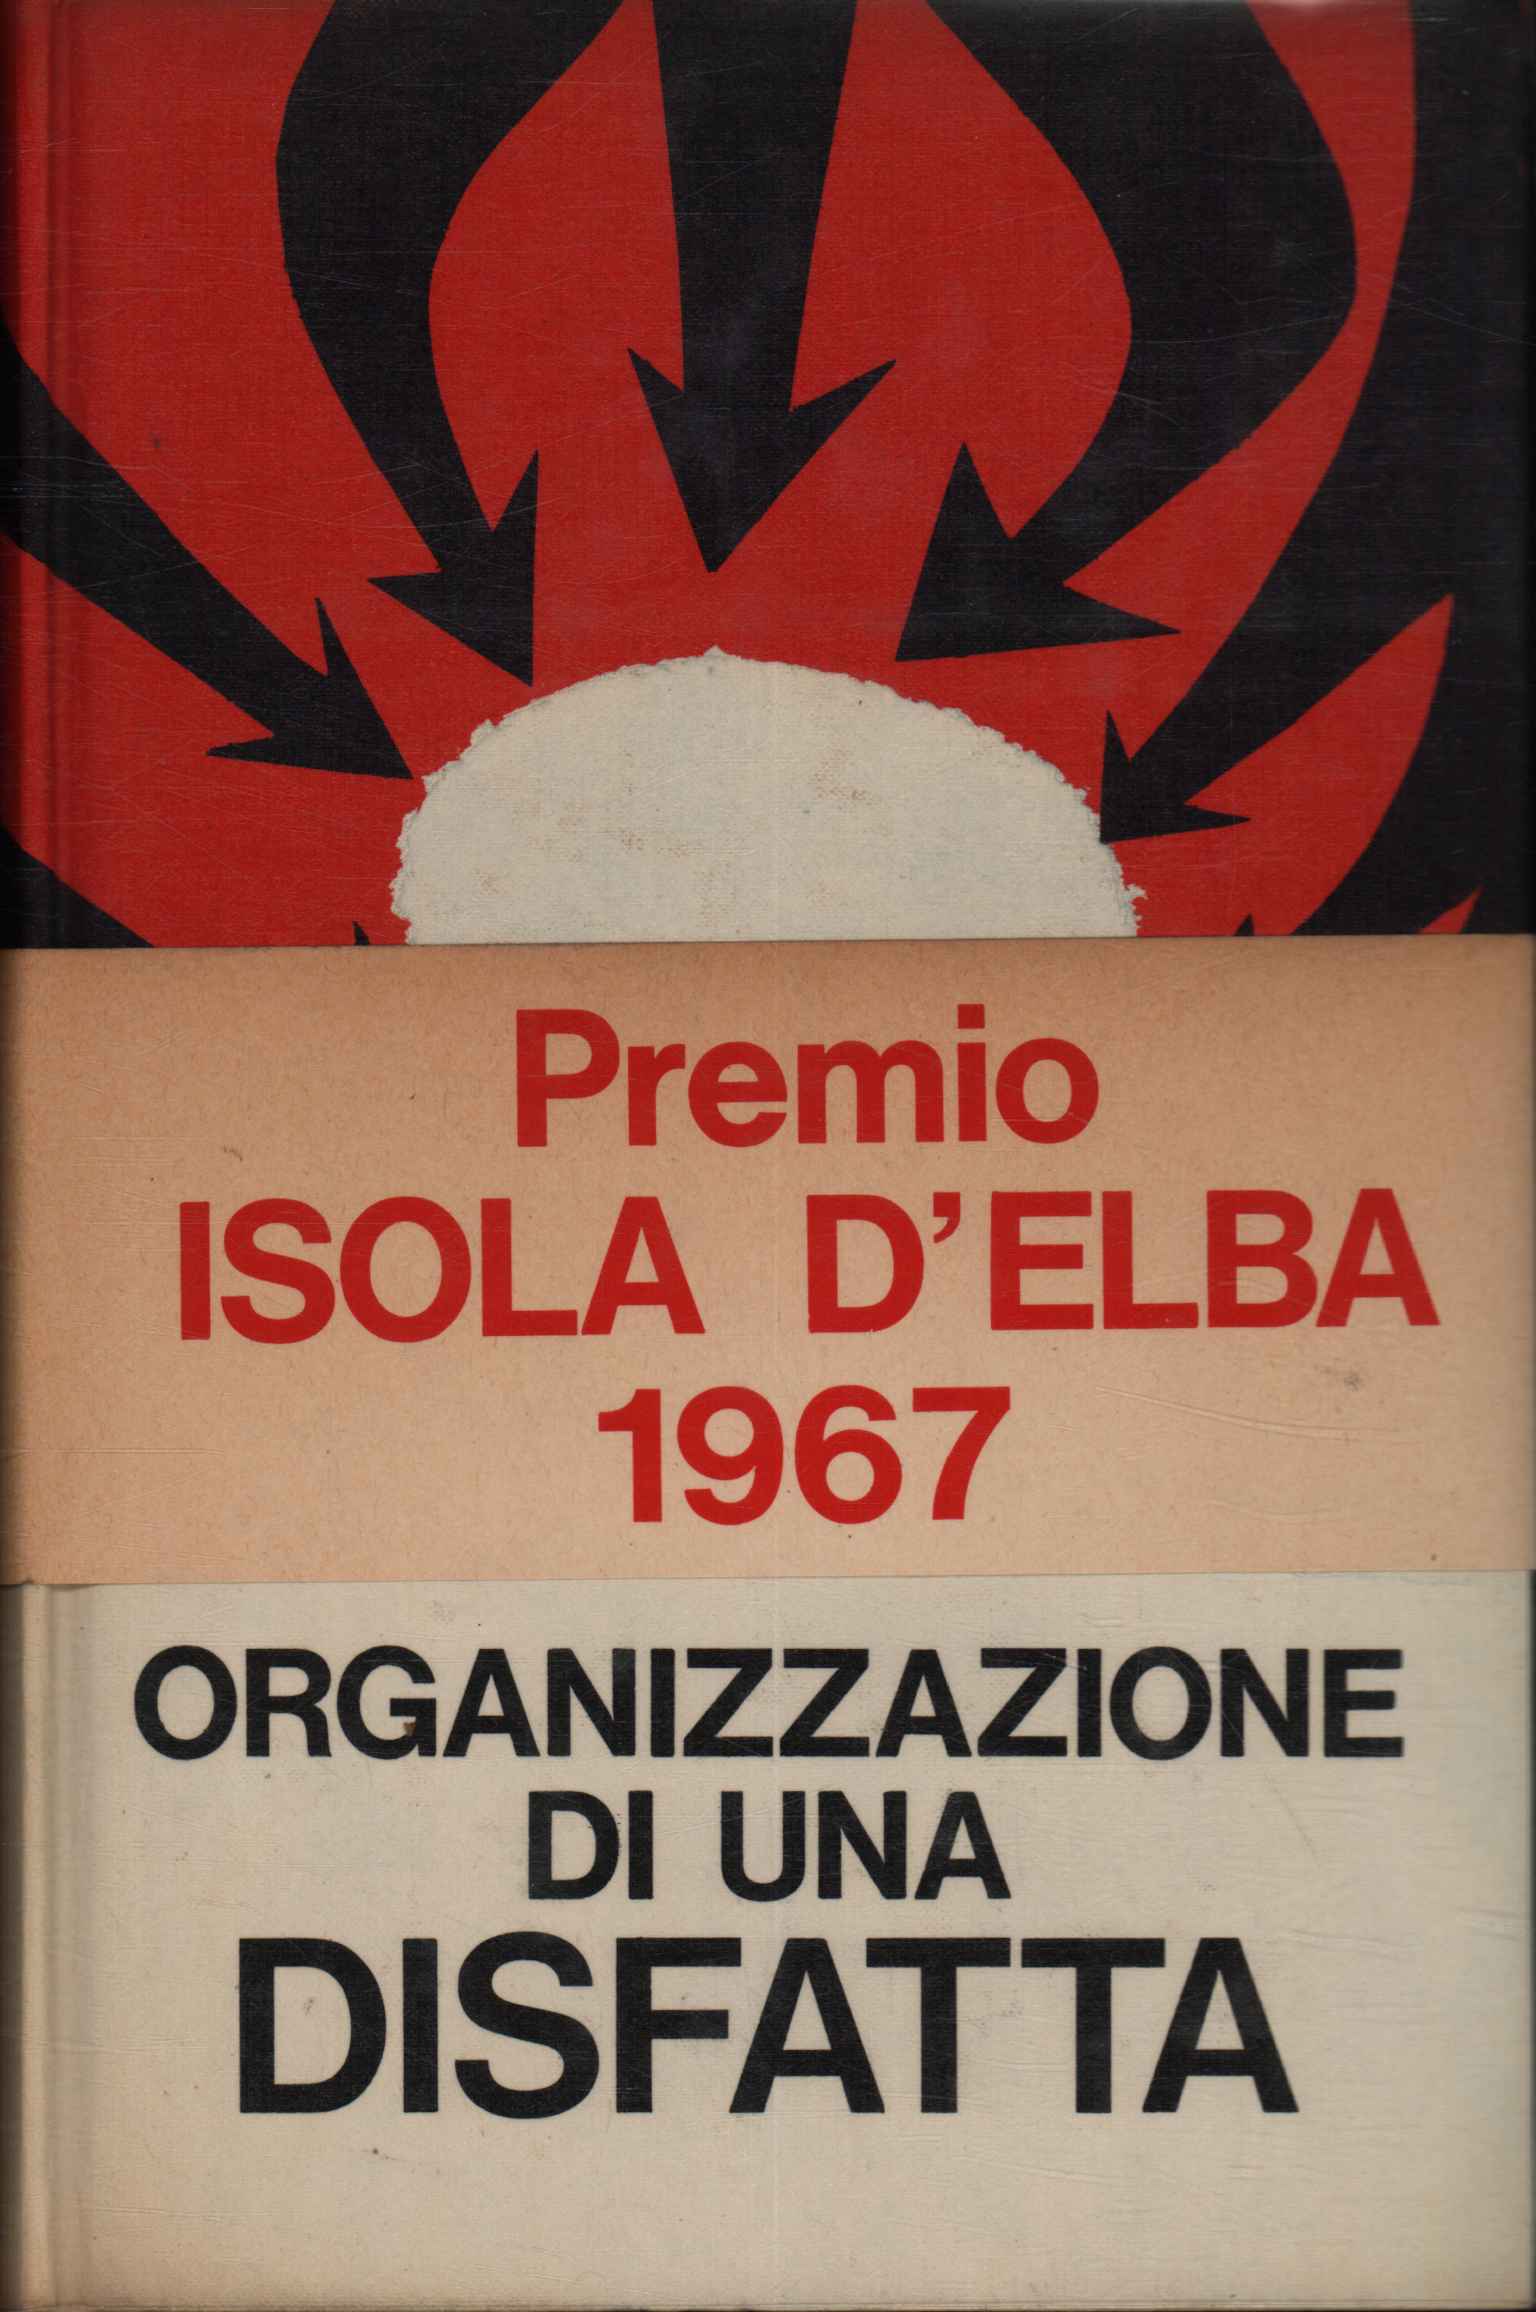 Premio
ISOLA D'ELBA
1967
ORGANIZZAZIONE
DI UNA
DISFATTA